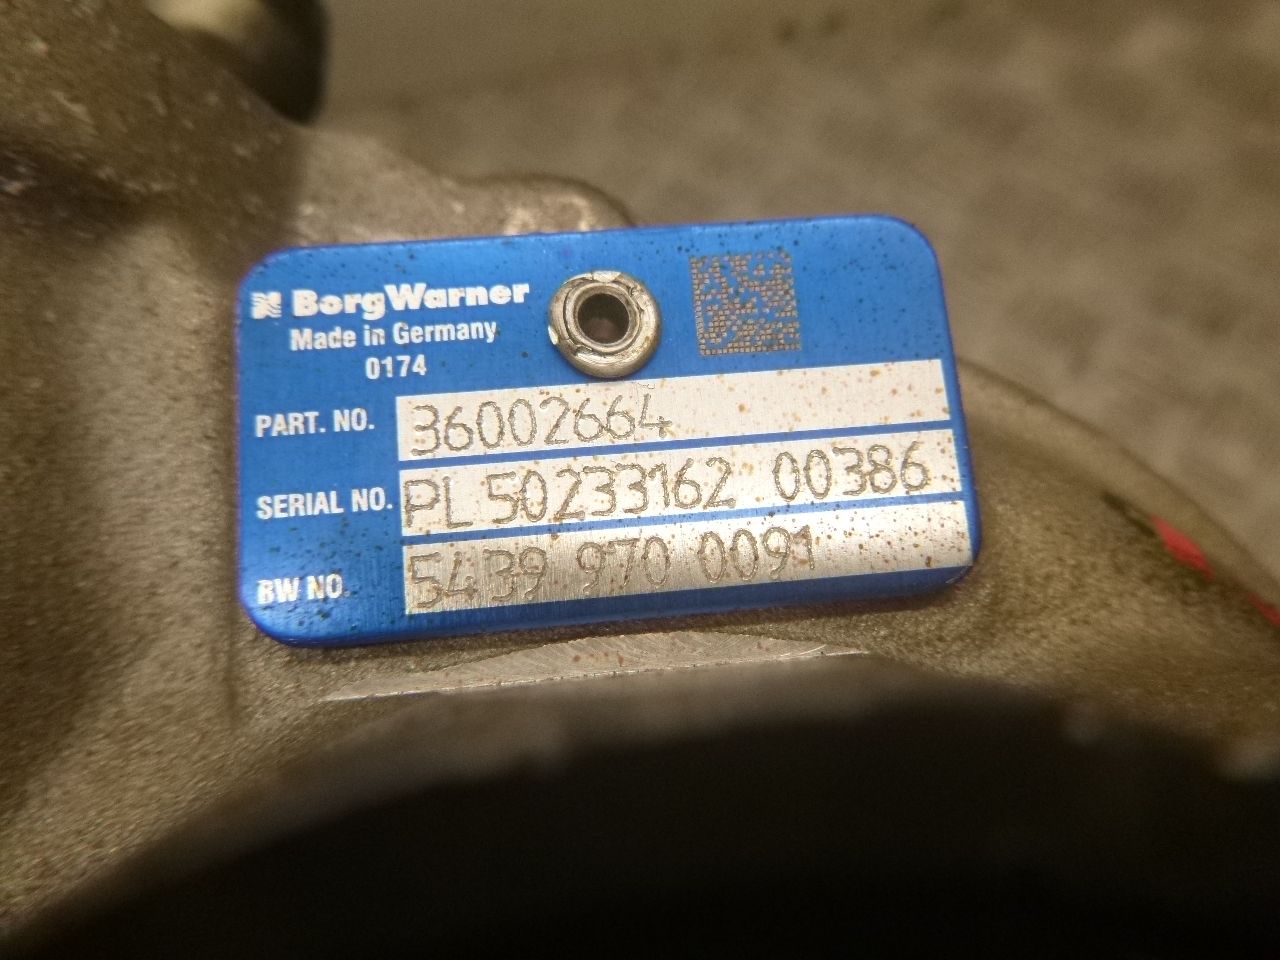 BorgWarner
Made in Germany
0174
PART. NO. 36002664
SERIAL NO. PL 50233162 00386
BW NO. 5439 970 0091